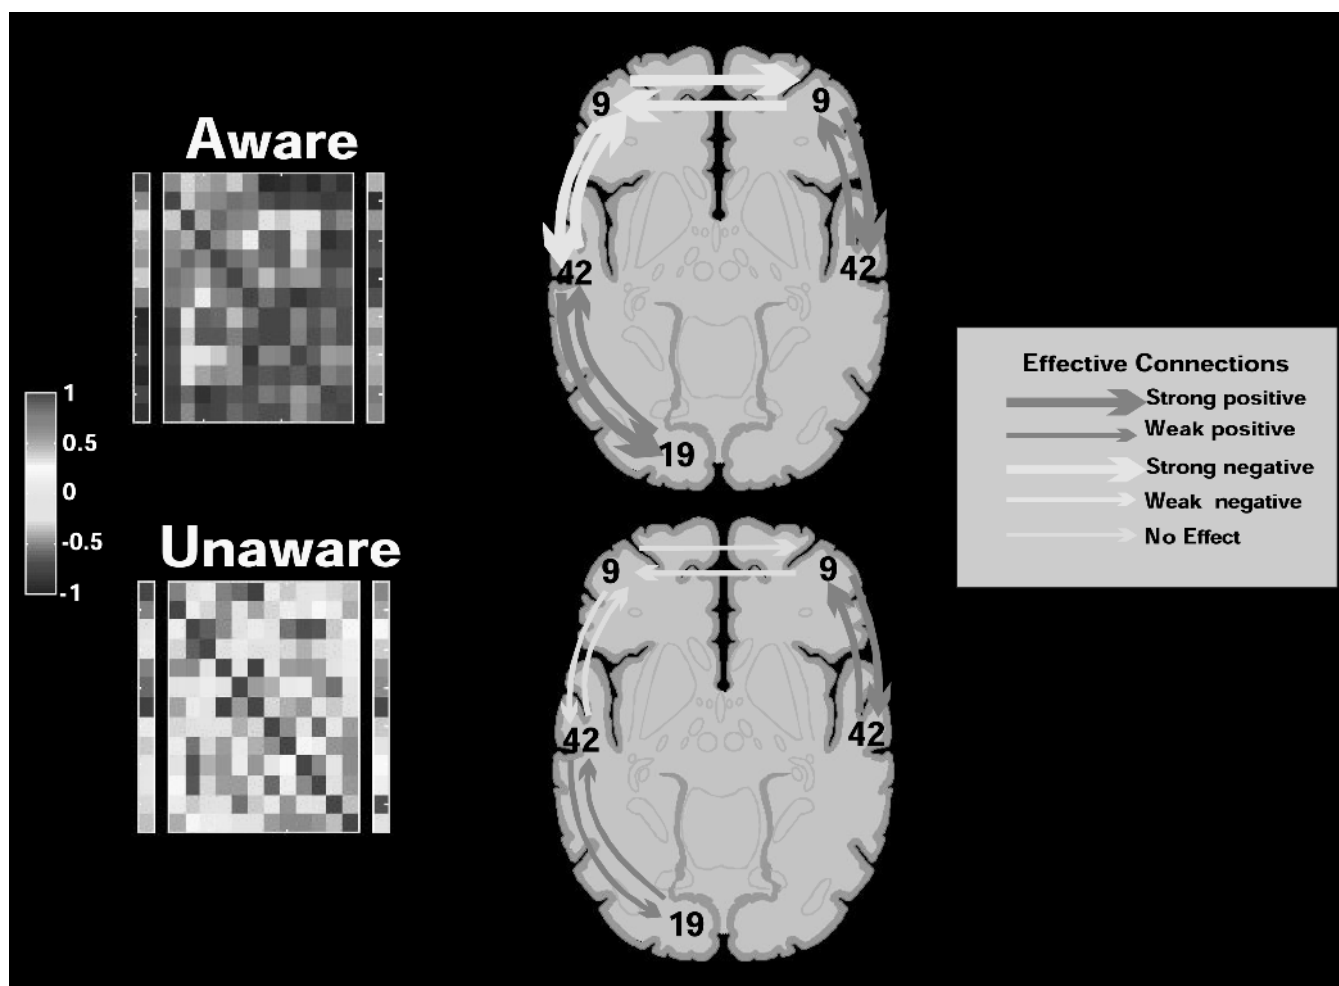 Aware
9 9
42 42
19
1
0.5
0
-0.5
-1
Effective Connections
Strong positive
Weak positive
Strong negative
Weak negative
No Effect
Unaware
9 9
42 42
19